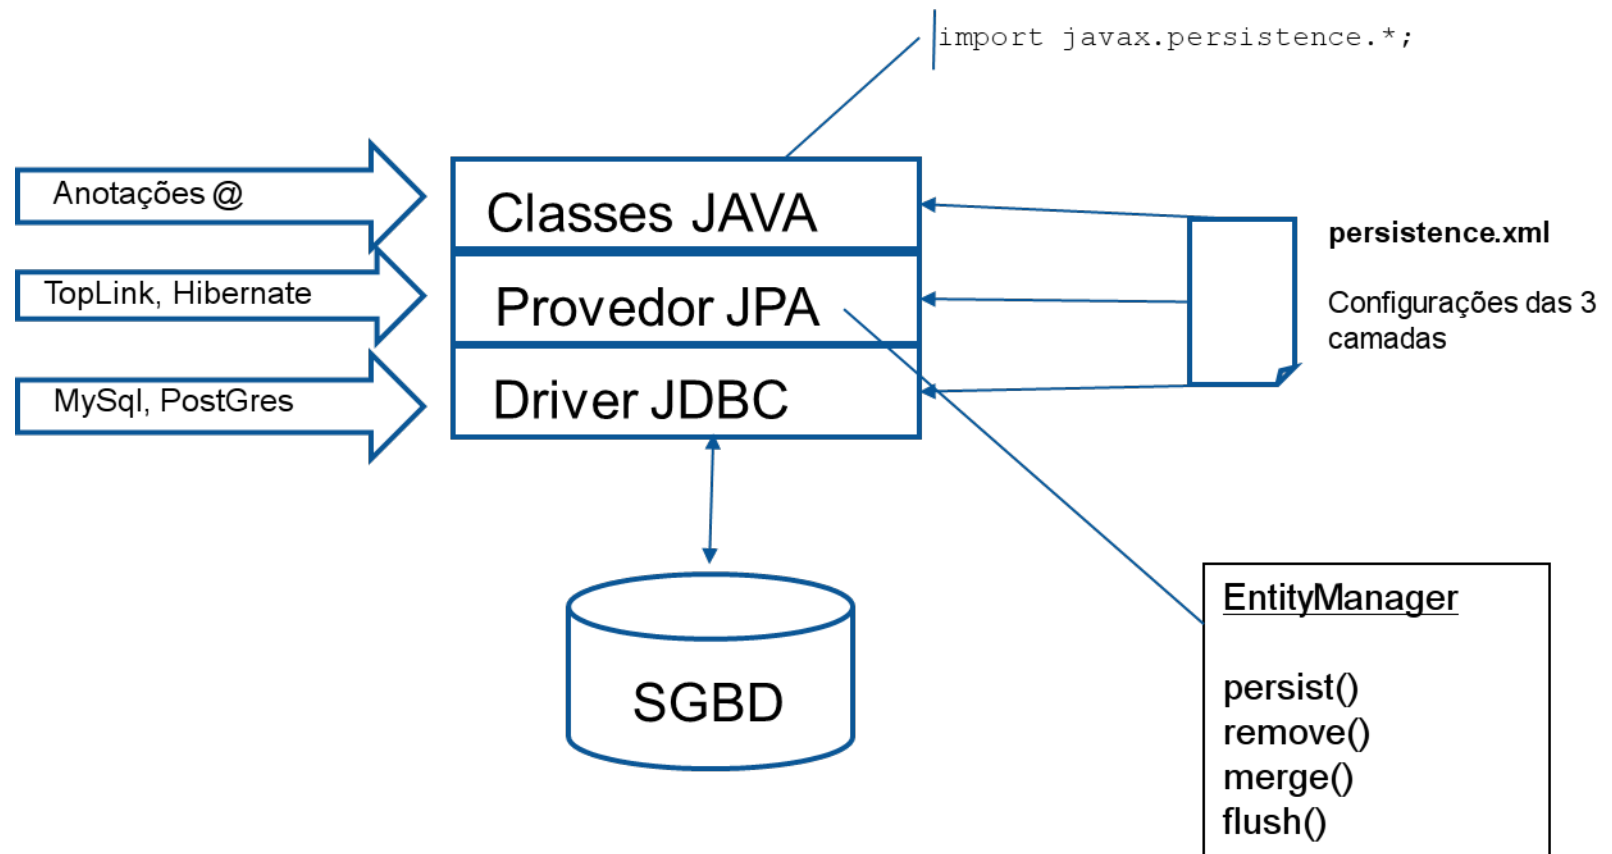 import javax.persistence.*;
Anotações @
Classes JAVA
persistence.xml
TopLink, Hibernate
Provedor JPA
Configurações das 3
camadas
MySql, PostGres
Driver JDBC
SGBD
EntityManager
persist()
remove()
merge()
flush()